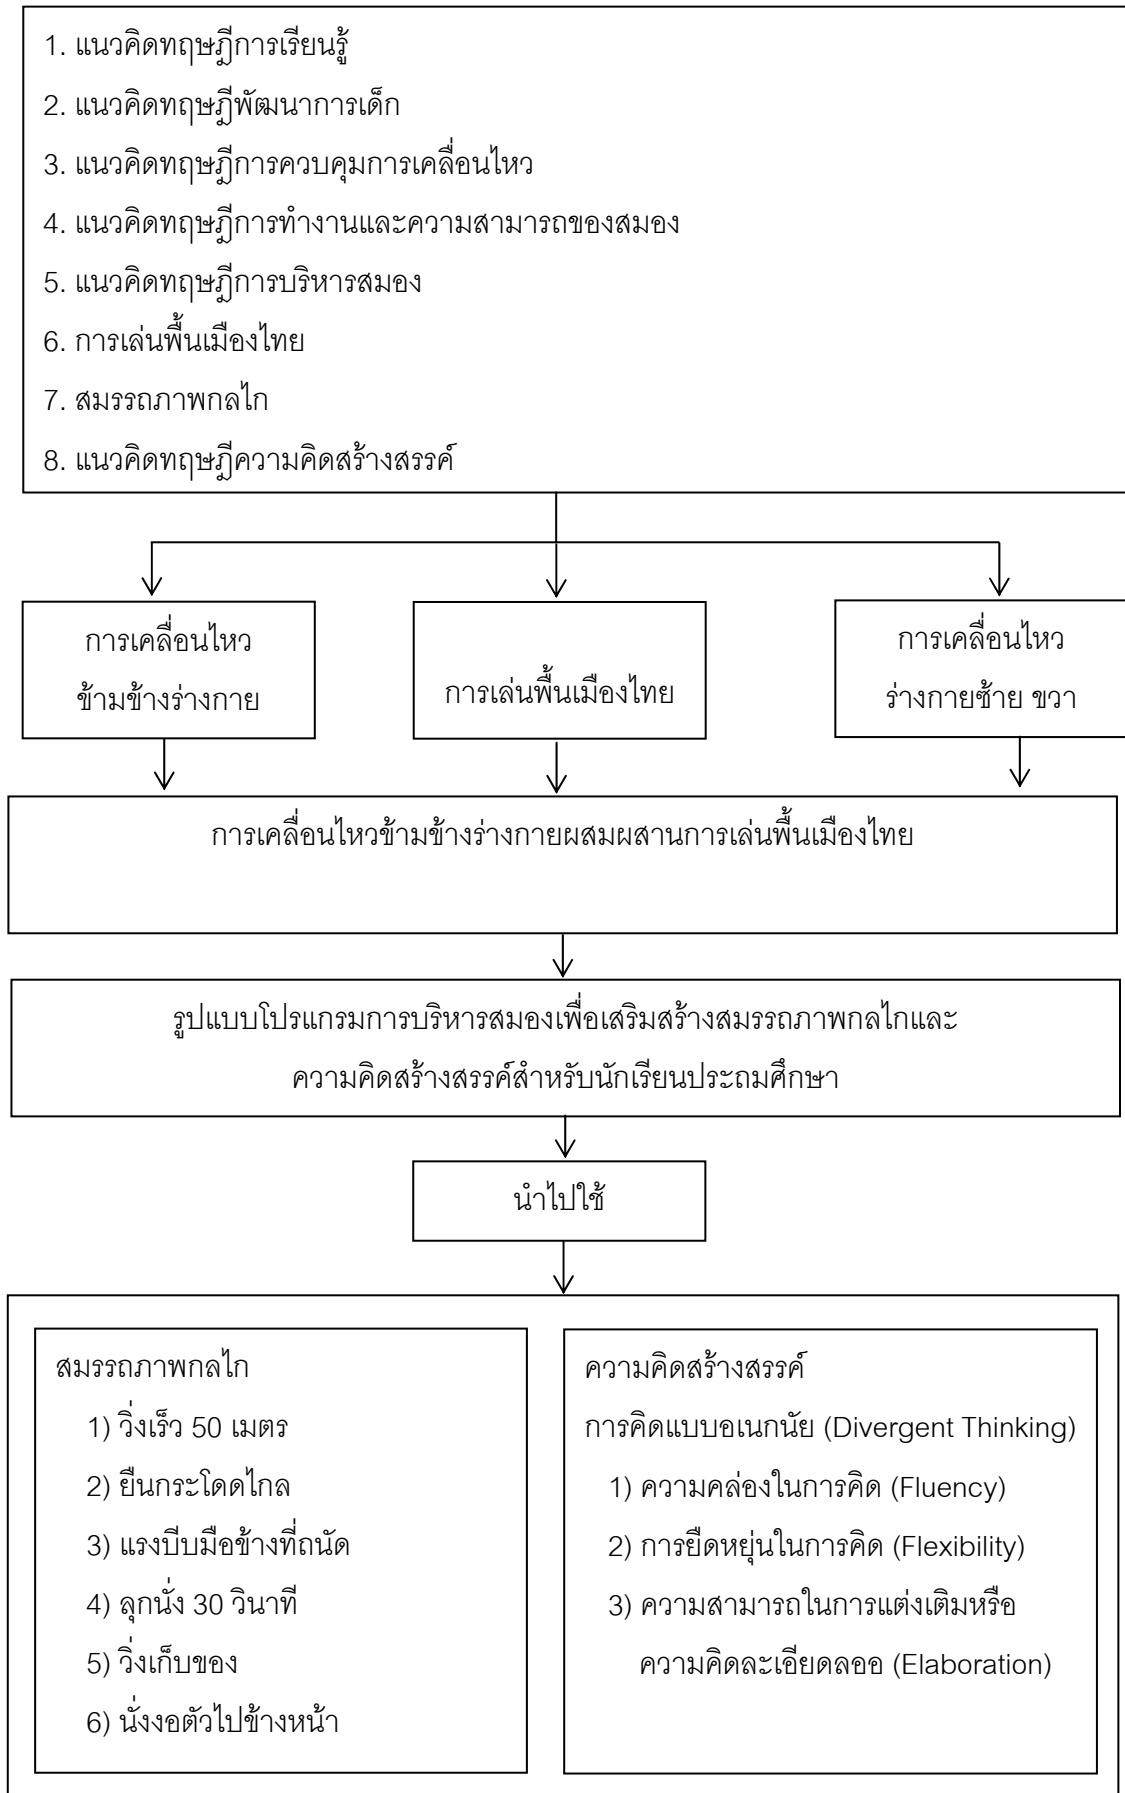 1. แนวคิดทฤษฎีการเรียนรู้
2. แนวคิดทฤษฎีพัฒนาการเด็ก
3. แนวคิดทฤษฎีการควบคุมการเคลื่อนไหว
4. แนวคิดทฤษฎีการทำงานและความสามารถของสมอง
5. แนวคิดทฤษฎีการบริหารสมอง
6. การเล่นพื้นเมืองไทย
7. สมรรถภาพกลไก
8. แนวคิดทฤษฎีความคิดสร้างสรรค์
การเคลื่อนไหว
ข้ามข้างร่างกาย
การเล่นพื้นเมืองไทย
การเคลื่อนไหว
ร่างกายซ้าย ขวา
การเคลื่อนไหวข้ามข้างร่างกายผสมผสานการเล่นพื้นเมืองไทย
รูปแบบโปรแกรมการบริหารสมองเพื่อเสริมสร้างสมรรถภาพกลไกและ
ความคิดสร้างสรรค์สำหรับนักเรียนประถมศึกษา
นำไปใช้
สมรรถภาพกลไก
1) วิ่งเร็ว 50 เมตร
2) ยืนกระโดดไกล
3) แรงบีบมือข้างที่ถนัด
4) ลุกนั่ง 30 วินาที
5) วิ่งเก็บของ
6) นั่งงอตัวไปข้างหน้า
ความคิดสร้างสรรค์
การคิดแบบอเนกนัย (Divergent Thinking)
1) ความคล่องในการคิด (Fluency)
2) การยืดหยุ่นในการคิด (Flexibility)
3) ความสามารถในการแต่งเติมหรือ
ความคิดละเอียดลออ (Elaboration)